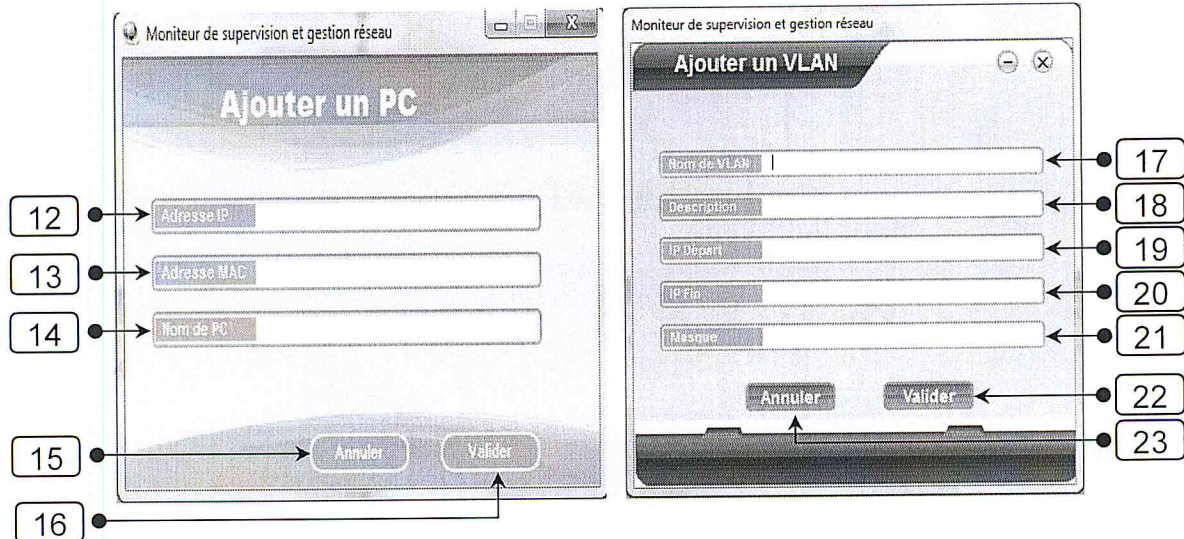 Moniteur de supervision et gestion réseau
Ajouter un PC
12
Adresse IP
13
Adresse MAC
14
Nom de PC
15
Annuler
Valider
16
Moniteur de supervision et gestion réseau
Ajouter un VLAN
Nom de VLAN
17
Description
18
IP Départ
19
IP Fin
20
Masque
21
Annuler
Valider
22
23